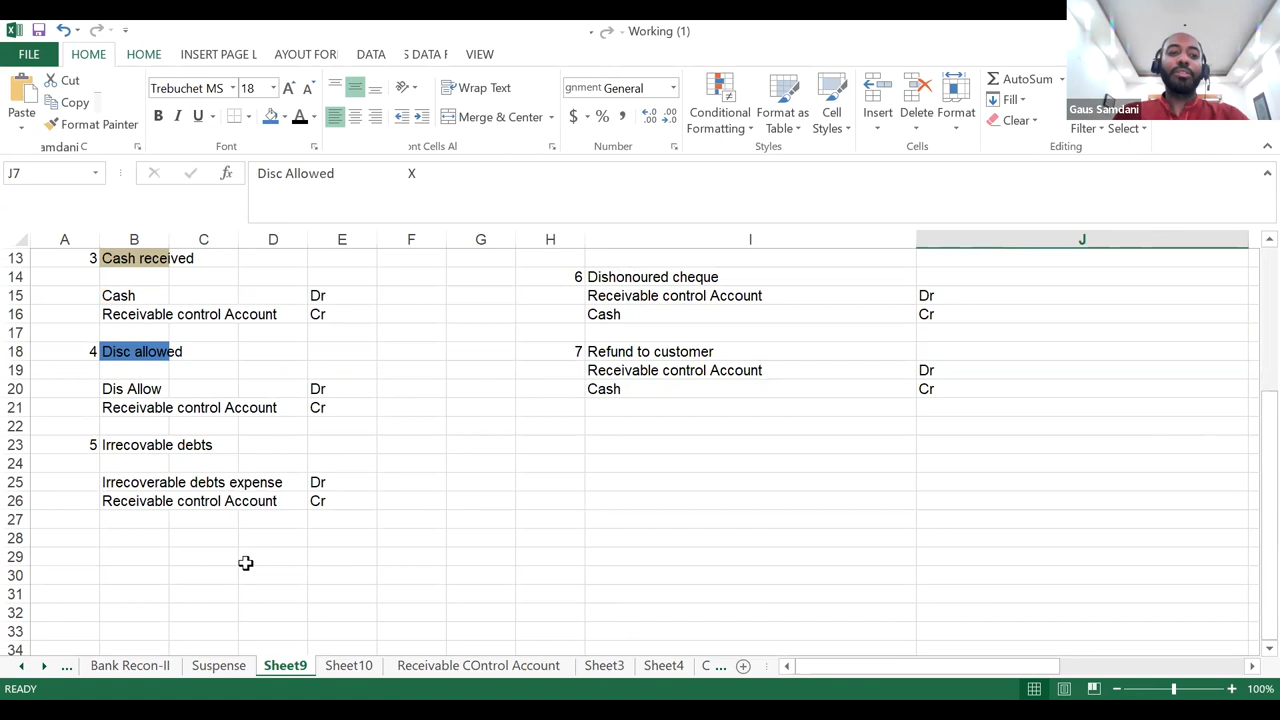 Working (1)
FILE HOME HOME INSERT PAGE L AYOUT FOR DATA S DATA F VIEW
Gaus Samdani
Cut
Copy
Paste
Format Painter
amdani C
Trebuchet MS 18
B I U
Font
Wrap Text
Merge & Center
ont Cells Al
gnment General
$ % ,
Number
Conditional Formatting
Format as Table
Cell Styles
Styles
Insert Delete Format
Cells
AutoSum
Fill
Clear
Filter Select
Editing
J7 fx Disc Allowed X
A B C D E F G H I J
13 3 Cash received
14 6 Dishonoured cheque
15 Cash Dr Receivable control Account Dr
16 Receivable control Account Cr Cash Cr
17
18 4 Disc allowed 7 Refund to customer
19 Receivable control Account Dr
20 Dis Allow Dr Cash Cr
21 Receivable control Account Cr
22
23 5 Irrecovable debts
24
25 Irrecoverable debts expense Dr
26 Receivable control Account Cr
27
28
29
30
31
32
33
34
... Bank Recon-II Suspense Sheet9 Sheet10 Receivable COntrol Account Sheet3 Sheet4 C ...
READY 100%